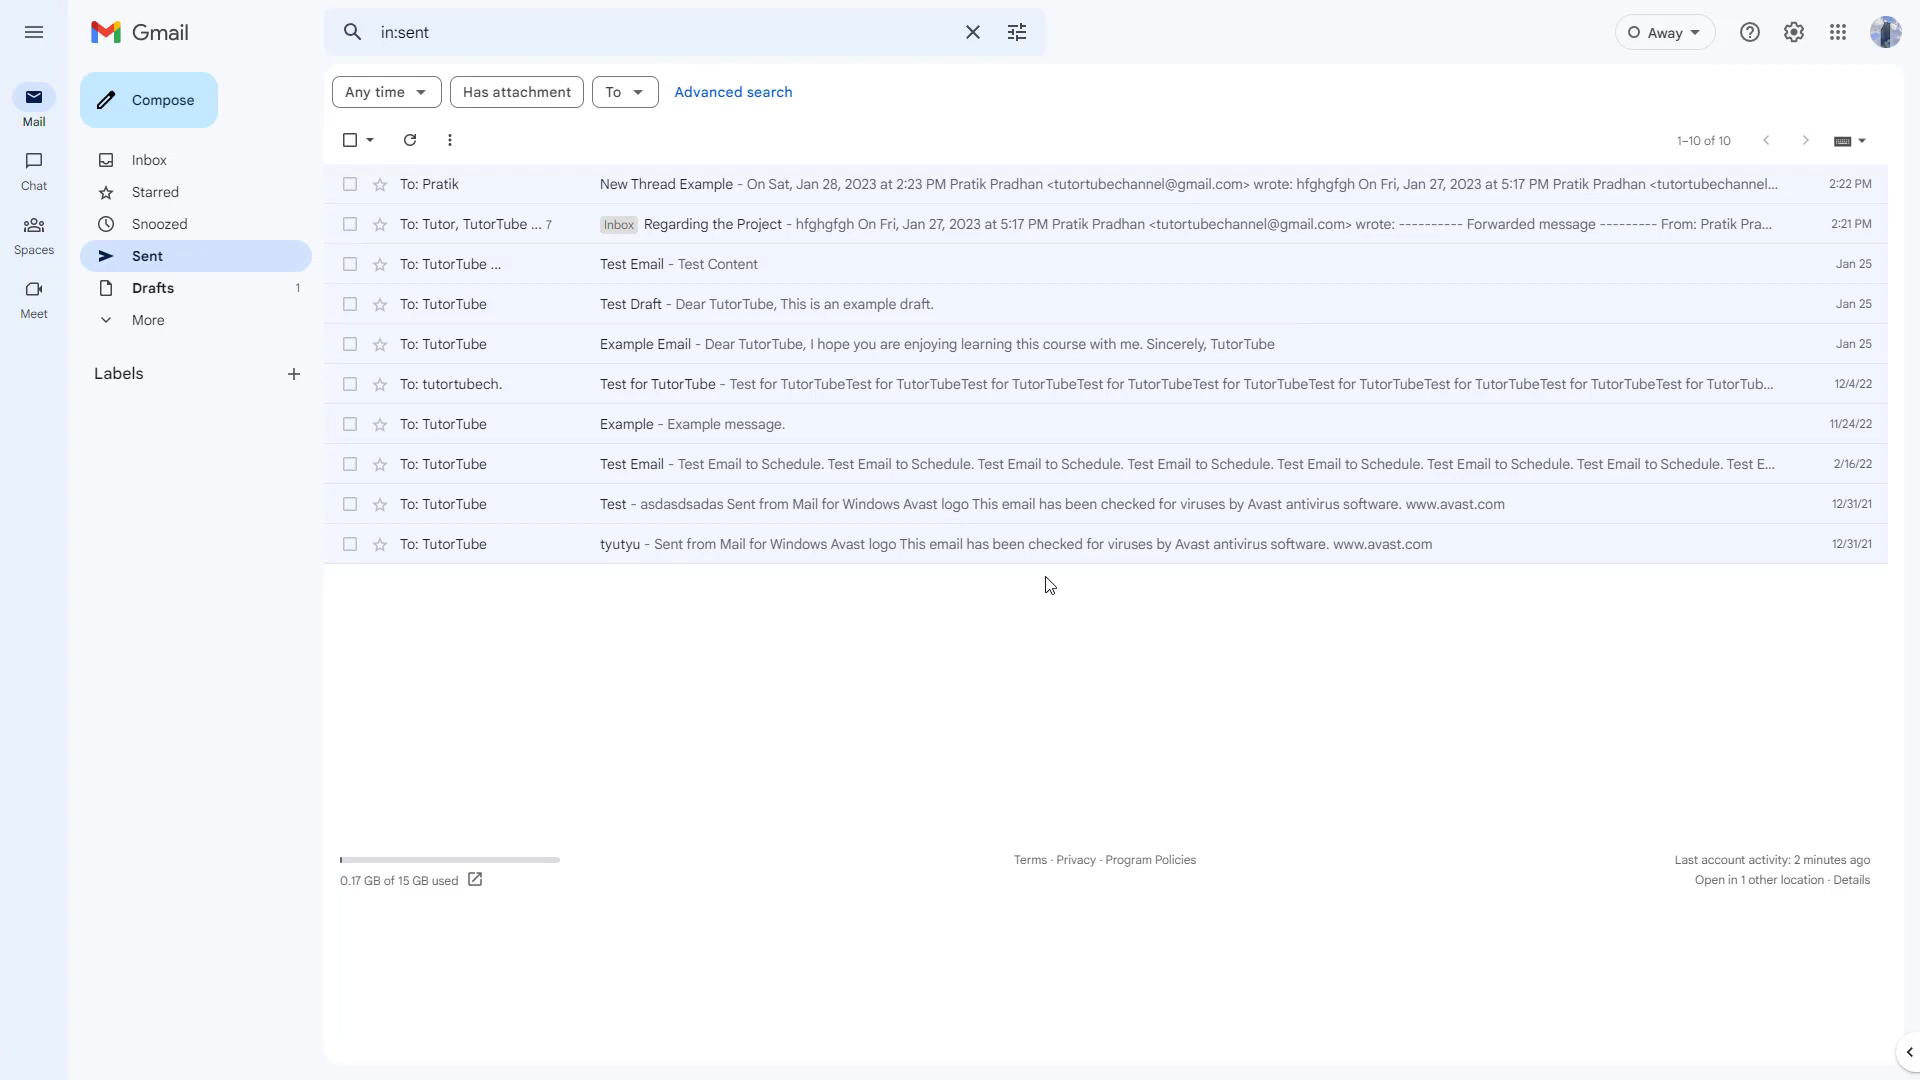 Gmail
in:sent
Away
Mail
Chat
Spaces
Meet
Compose
Inbox
Starred
Snoozed
Sent
Drafts 1
More
Labels
Any time
Has attachment
To
Advanced search
1–10 of 10
To: Pratik New Thread Example - On Sat, Jan 28, 2023 at 2:23 PM Pratik Pradhan <tutortubechannel@gmail.com> wrote: hfghgfgh On Fri, Jan 27, 2023 at 5:17 PM Pratik Pradhan <tutortubechannel... 2:22 PM
To: Tutor, TutorTube ... 7 Inbox Regarding the Project - hfghgfgh On Fri, Jan 27, 2023 at 5:17 PM Pratik Pradhan <tutortubechannel@gmail.com> wrote: ---------- Forwarded message --------- From: Pratik Pra... 2:21 PM
To: TutorTube ... Test Email - Test Content Jan 25
To: TutorTube Test Draft - Dear TutorTube, This is an example draft. Jan 25
To: TutorTube Example Email - Dear TutorTube, I hope you are enjoying learning this course with me. Sincerely, TutorTube Jan 25
To: tutortubech. Test for TutorTube - Test for TutorTubeTest for TutorTubeTest for TutorTubeTest for TutorTubeTest for TutorTubeTest for TutorTubeTest for TutorTubeTest for TutorTubeTest for TutorTub... 12/4/22
To: TutorTube Example - Example message. 11/24/22
To: TutorTube Test Email - Test Email to Schedule. Test Email to Schedule. Test Email to Schedule. Test Email to Schedule. Test Email to Schedule. Test Email to Schedule. Test Email to Schedule. Test E... 2/16/22
To: TutorTube Test - asdasdsadas Sent from Mail for Windows Avast logo This email has been checked for viruses by Avast antivirus software. www.avast.com 12/31/21
To: TutorTube tyutyu - Sent from Mail for Windows Avast logo This email has been checked for viruses by Avast antivirus software. www.avast.com 12/31/21
0.17 GB of 15 GB used
Terms · Privacy · Program Policies
Last account activity: 2 minutes ago
Open in 1 other location · Details